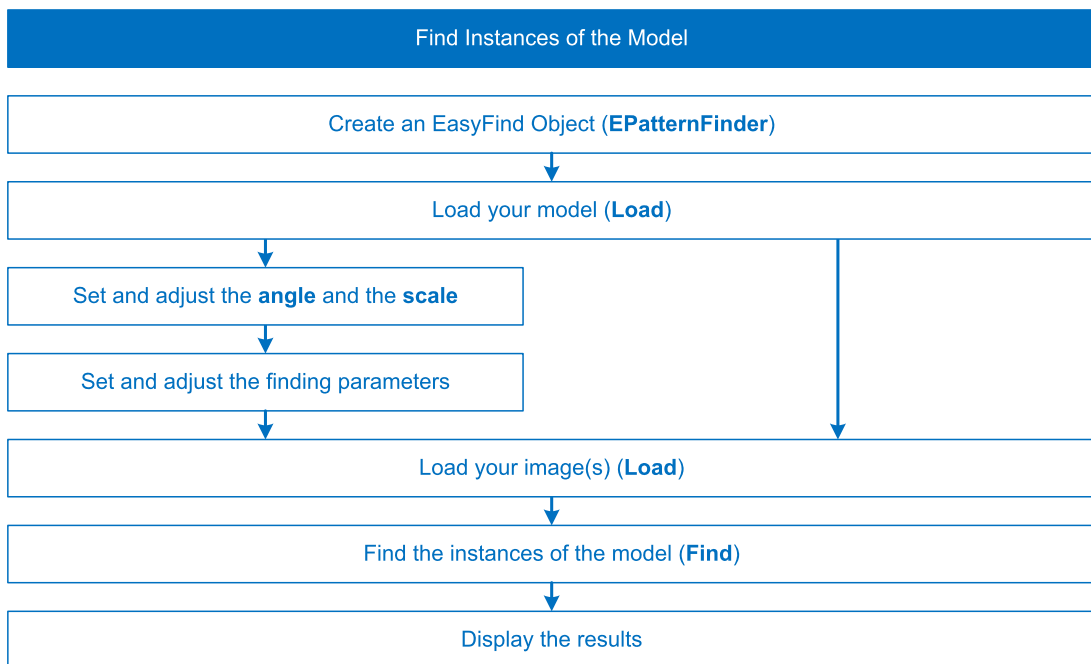 Find Instances of the Model
Create an EasyFind Object (EPatternFinder)
Load your model (Load)
Set and adjust the angle and the scale
Set and adjust the finding parameters
Load your image(s) (Load)
Find the instances of the model (Find)
Display the results